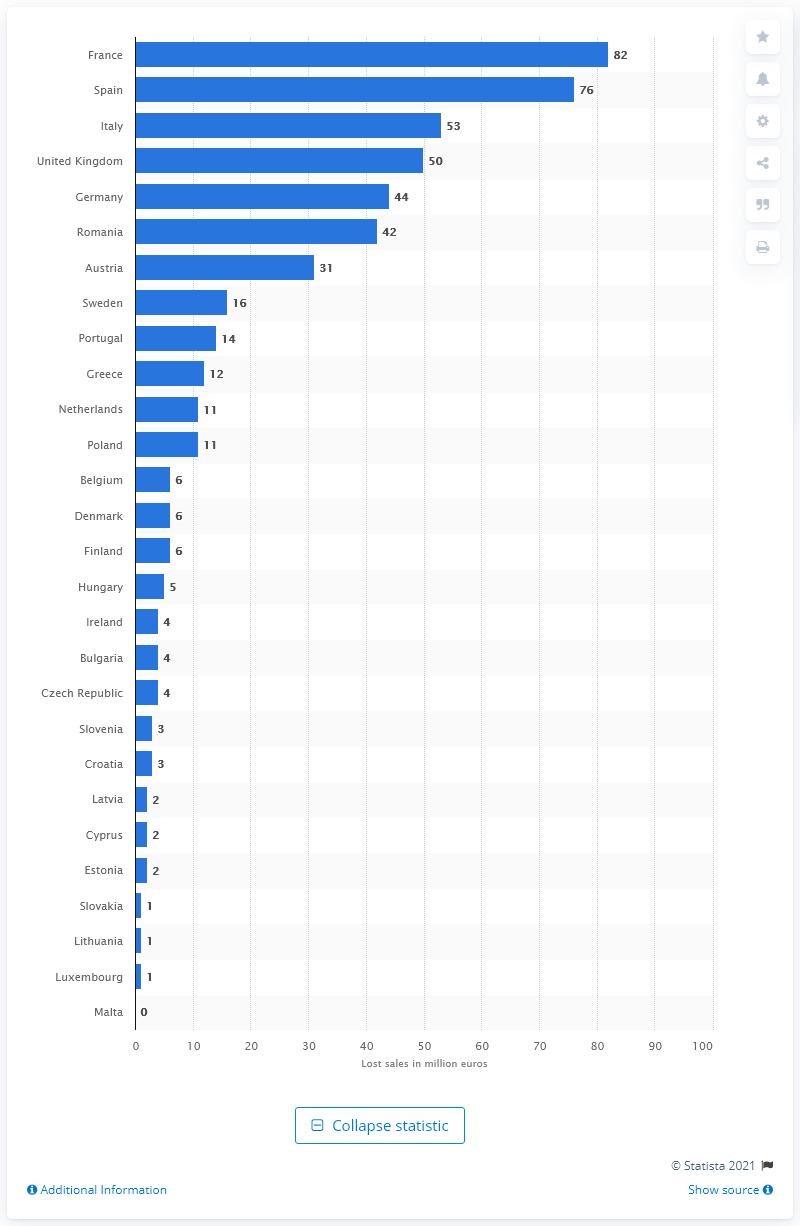 France 82
Spain 76
Italy 53
United Kingdom 50
Germany 44
Romania 42
Austria 31
Sweden 16
Portugal 14
Greece 12
Netherlands 11
Poland 11
Belgium 6
Denmark 6
Finland 6
Hungary 5
Ireland 4
Bulgaria 4
Czech Republic 4
Slovenia 3
Croatia 3
Latvia 2
Cyprus 2
Estonia 2
Slovakia 1
Lithuania 1
Luxembourg 1
Malta 0
0 10 20 30 40 50 60 70 80 90 100
Lost sales in million euros
Collapse statistic
© Statista 2021
Additional Information Show source